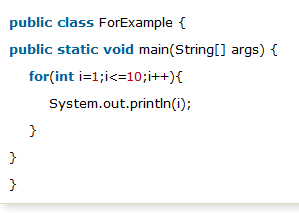 public class ForExample {
public static void main(String[] args) {
for(int i=1;i<=10;i++){
System.out.println(i);
}
}
}